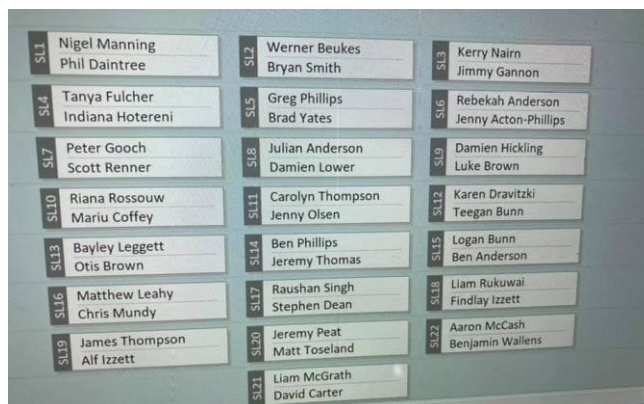 SL1
Nigel Manning
Phil Daintree
SL2
Werner Beukes
Bryan Smith
SL3
Kerry Nairn
Jimmy Gannon
SL4
Tanya Fulcher
Indiana Hotereni
SL5
Greg Phillips
Brad Yates
SL6
Rebekah Anderson
Jenny Acton-Phillips
SL7
Peter Gooch
Scott Renner
SL8
Julian Anderson
Damien Lower
SL9
Damien Hickling
Luke Brown
SL10
Riana Rossouw
Mariu Coffey
SL11
Carolyn Thompson
Jenny Olsen
SL12
Karen Dravitzki
Teegan Bunn
SL13
Bayley Leggett
Otis Brown
SL14
Ben Phillips
Jeremy Thomas
SL15
Logan Bunn
Ben Anderson
SL16
Matthew Leahy
Chris Mundy
SL17
Raushan Singh
Stephen Dean
SL18
Liam Rukuwai
Findlay Izett
SL19
James Thompson
Alf Izett
SL20
Jeremy Peat
Matt Toseland
SL22
Aaron McCash
Benjamin Wallens
SL21
Liam McGrath
David Carter